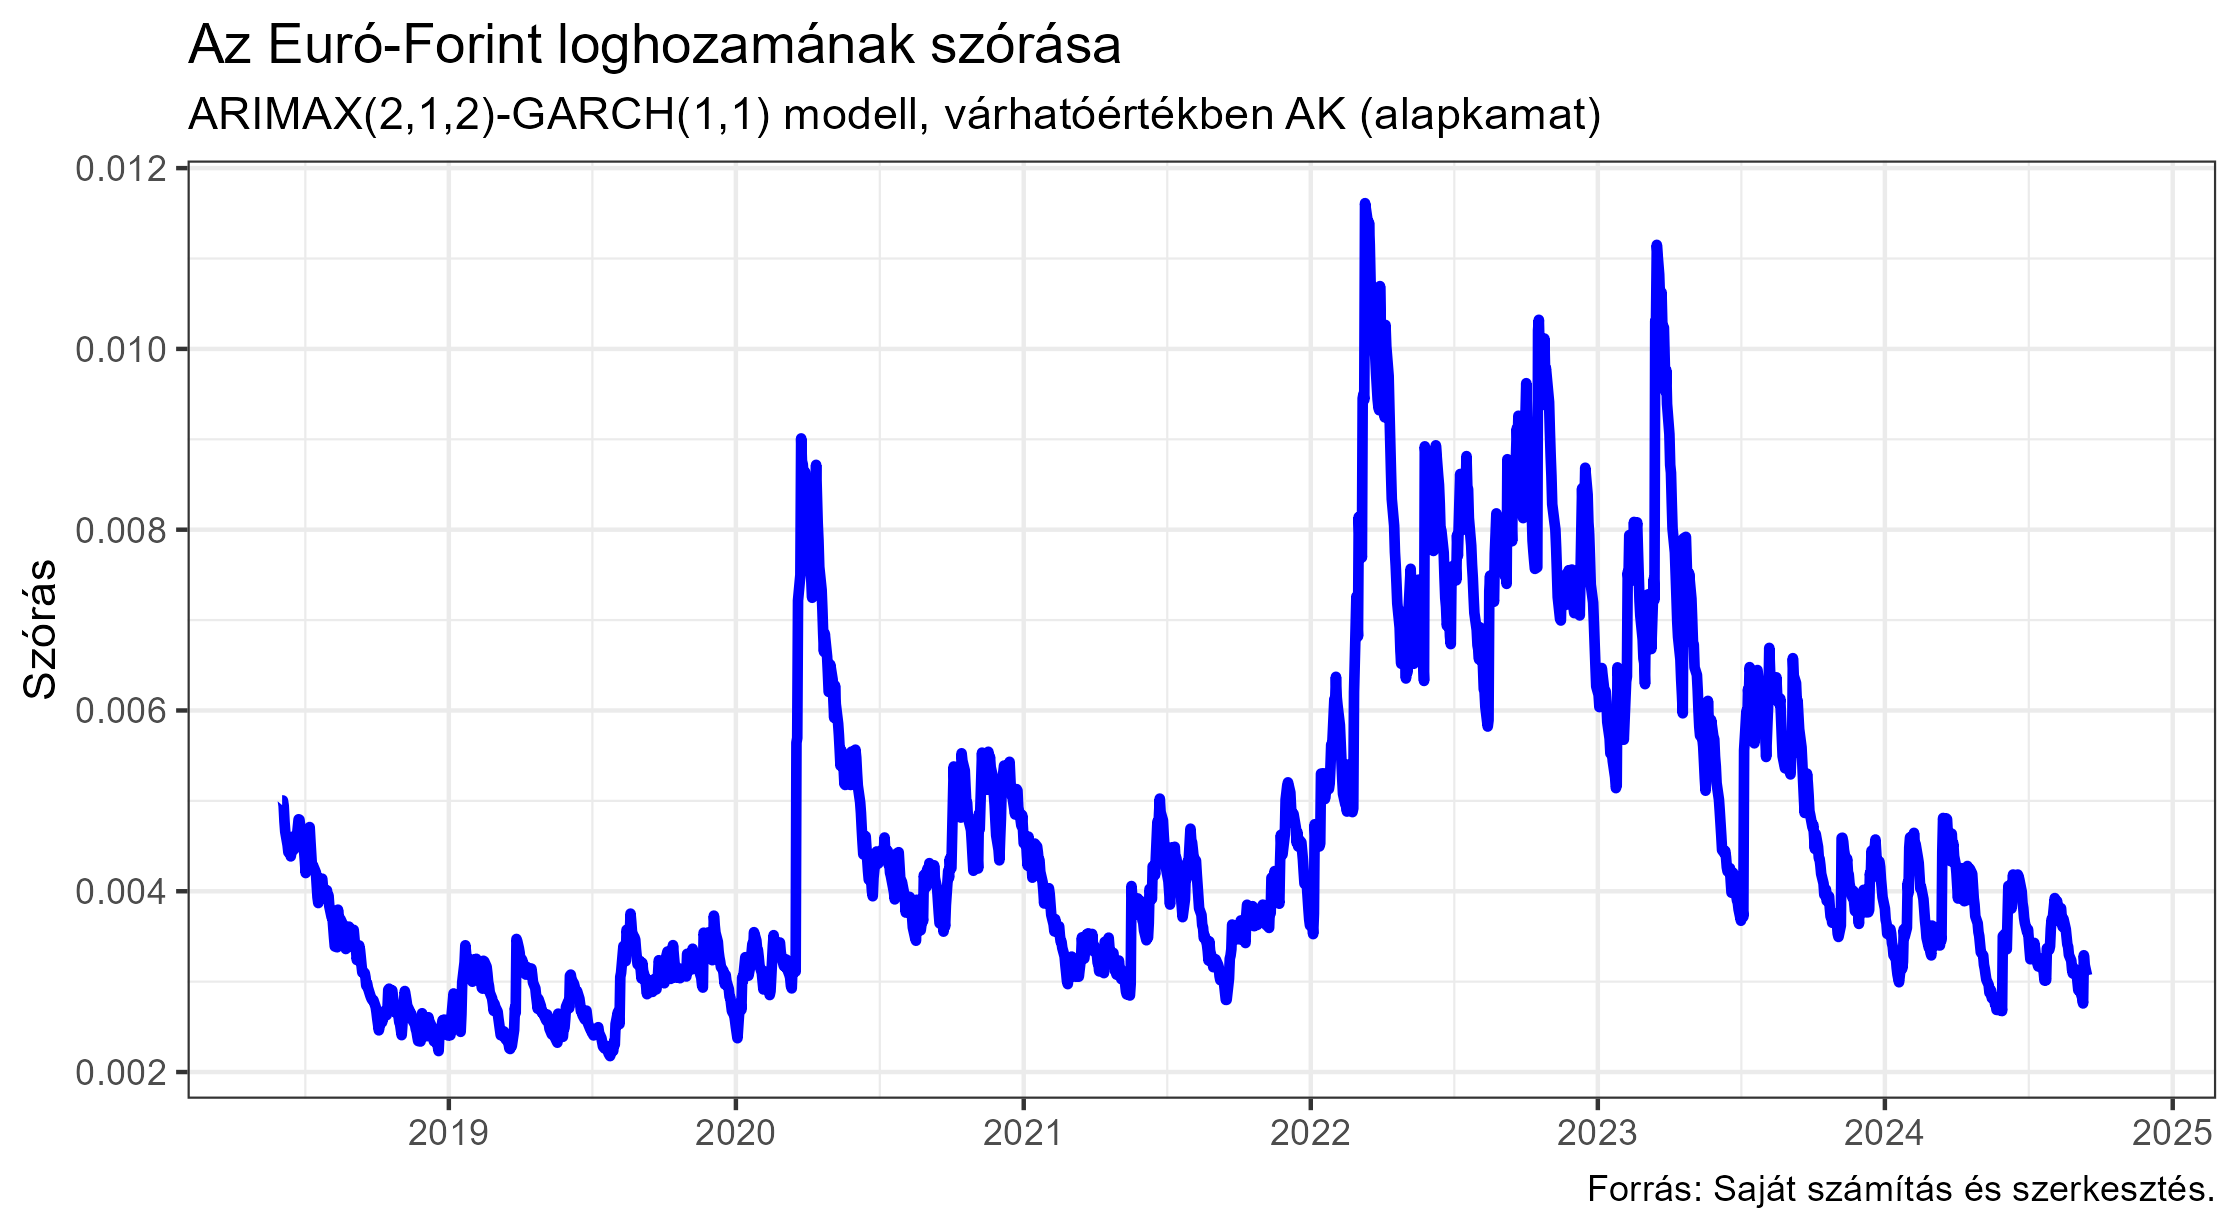 Az Euró-Forint loghozamának szórása
ARIMAX(2,1,2)-GARCH(1,1) modell, várhatóértékben AK (alapkamat)
Szórás
0.012
0.010
0.008
0.006
0.004
0.002
2019 2020 2021 2022 2023 2024 2025
Forrás: Saját számítás és szerkesztés.